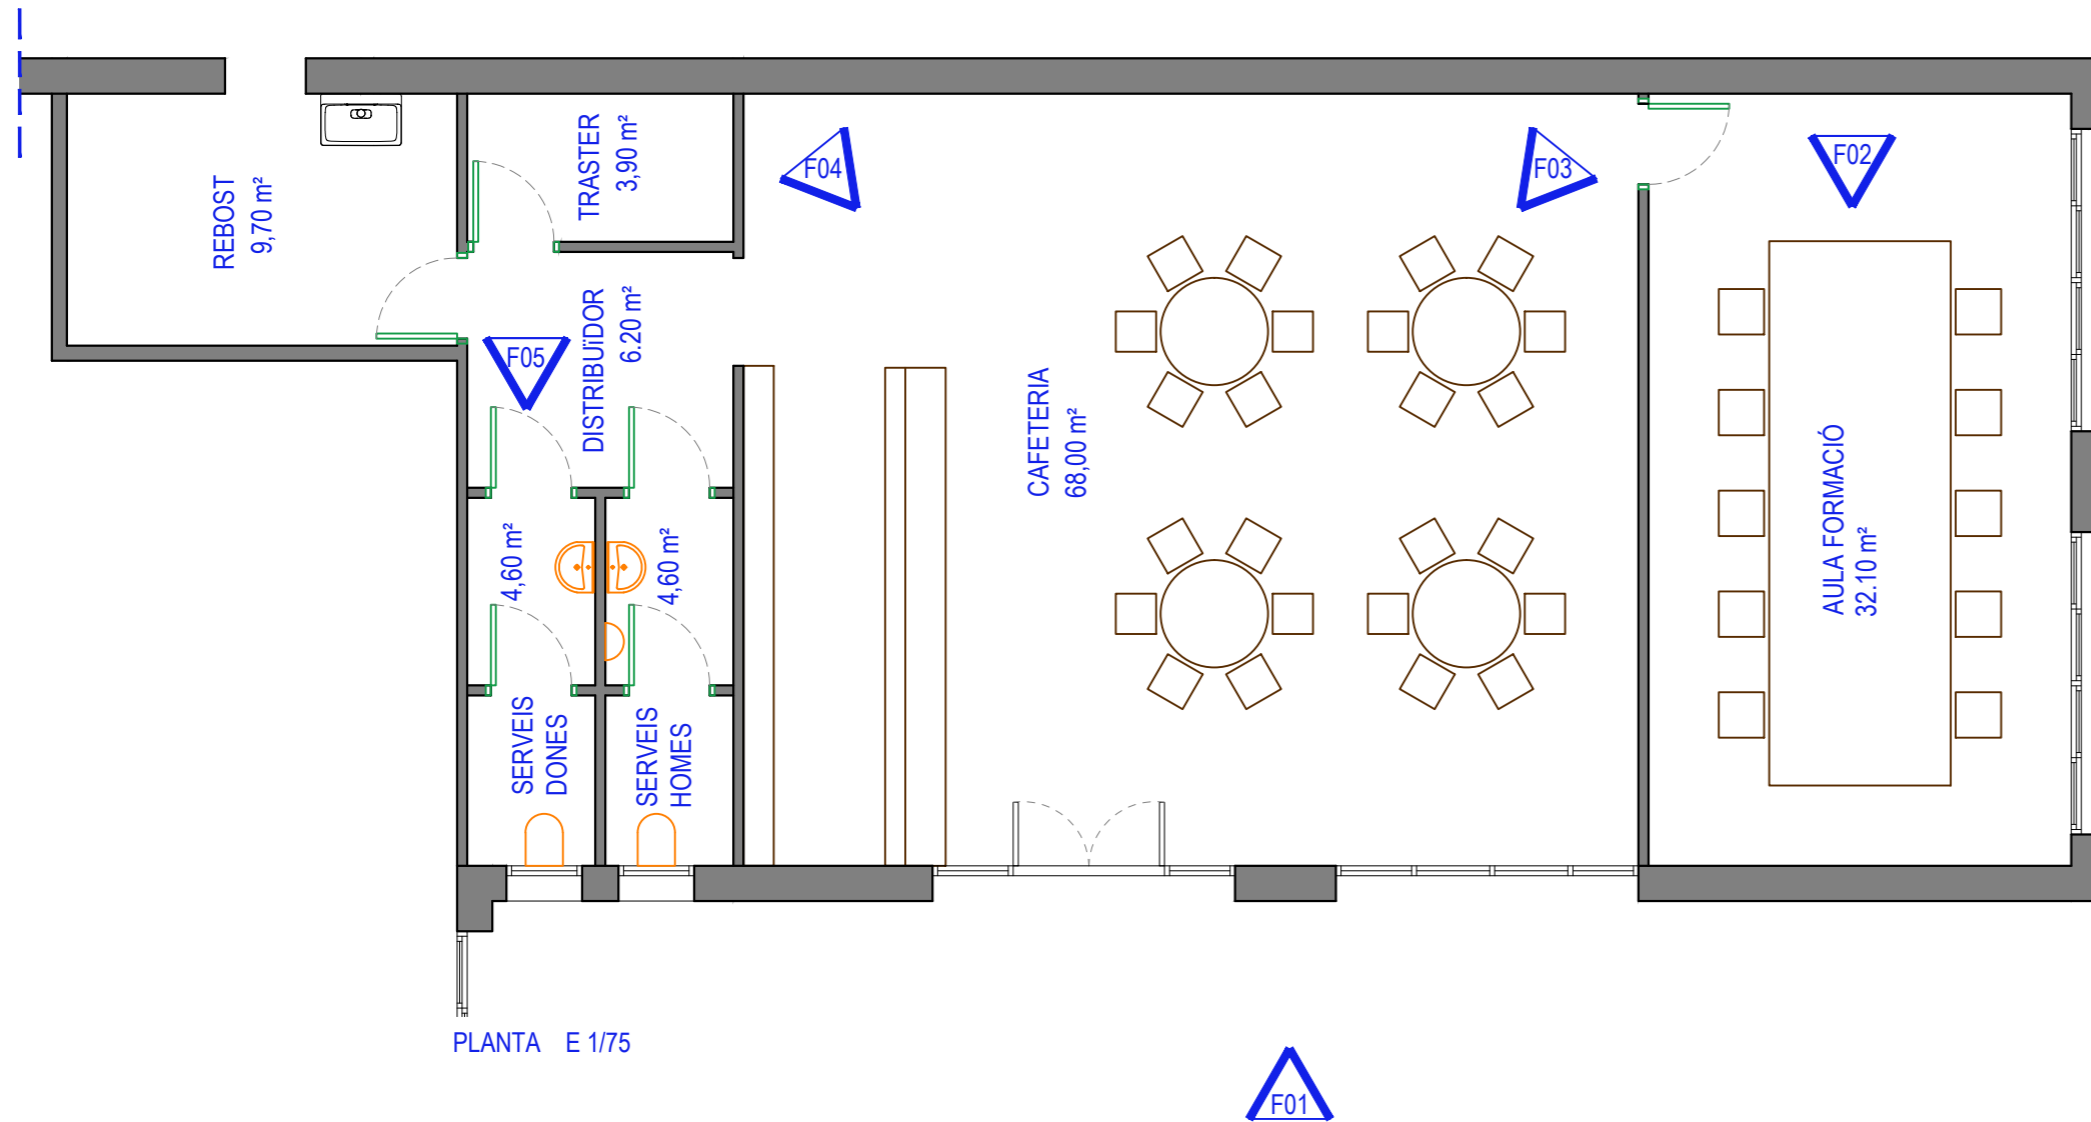 REBOST
9,70 m²
TRASTER
3,90 m²
F04
F03
F02
F05
DISTRIBUïiDOR
6.20 m²
CAFETERIA
68,00 m²
AULA FORMACIÓ
32.10 m²
4,60 m²
4,60 m²
SERVEIS
DONES
SERVEIS
HOMES
PLANTA E 1/75
F01